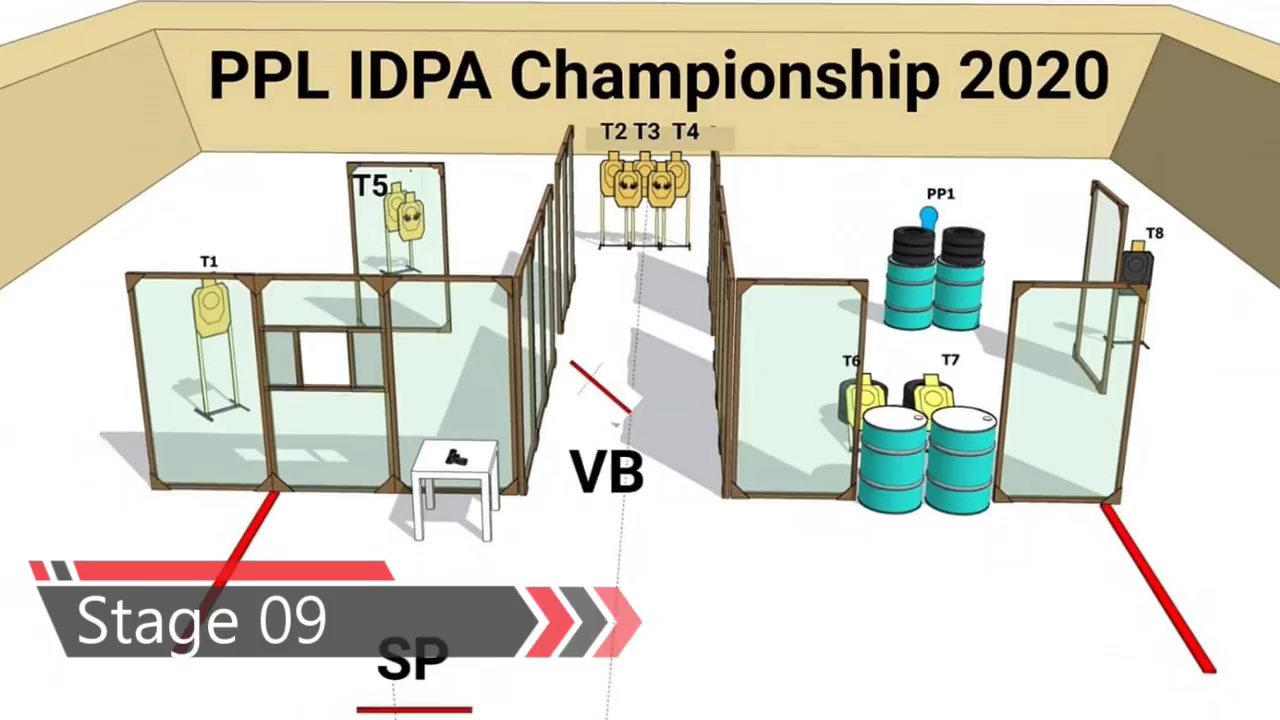 PPL IDPA Championship 2020
T2 T3 T4
T5
PP1
T8
T1
T6
T7
VB
Stage 09
SP